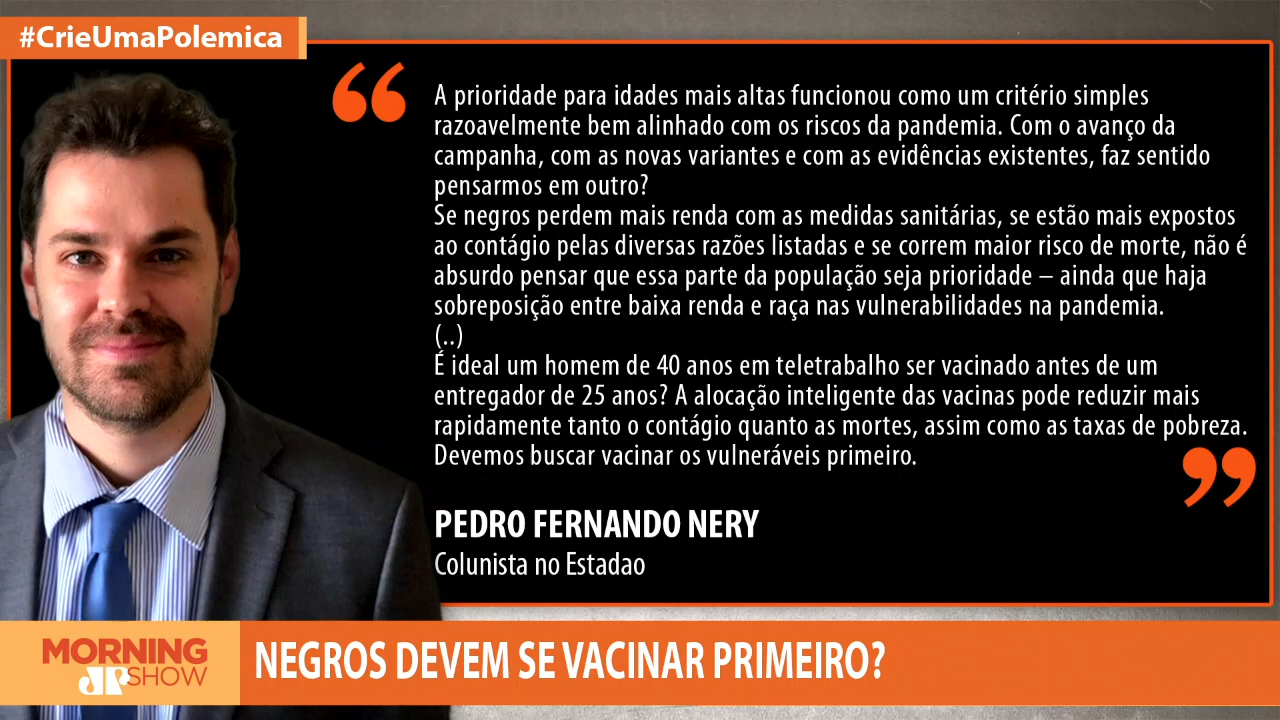 #CrieUmaPolemica
“
A prioridade para idades mais altas funcionou como um critério simples
razoavelmente bem alinhado com os riscos da pandemia. Com o avanço da
campanha, com as novas variantes e com as evidências existentes, faz sentido
pensarmos em outro?
Se negros perdem mais renda com as medidas sanitárias, se estão mais expostos
ao contágio pelas diversas razões listadas e se correm maior risco de morte, não é
absurdo pensar que essa parte da população seja prioridade – ainda que haja
sobreposição entre baixa renda e raça nas vulnerabilidades na pandemia.
(..)
É ideal um homem de 40 anos em teletrabalho ser vacinado antes de um
entregador de 25 anos? A alocação inteligente das vacinas pode reduzir mais
rapidamente tanto o contágio quanto as mortes, assim como as taxas de pobreza.
Devemos buscar vacinar os vulneráveis primeiro.
”
PEDRO FERNANDO NERY
Colunista no Estadao
MORNING
JP SHOW
NEGROS DEVEM SE VACINAR PRIMEIRO?